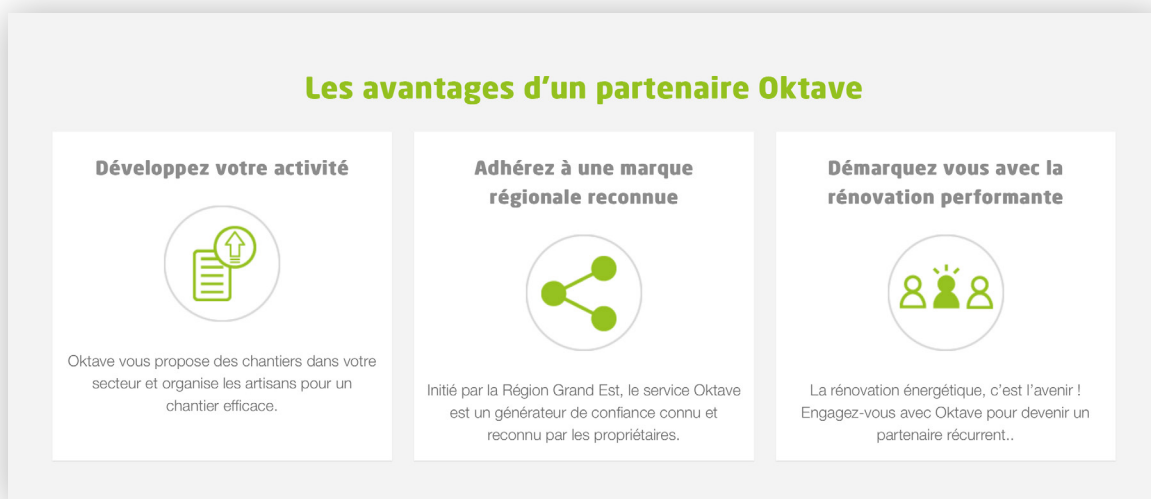 Les avantages d'un partenaire Oktave
Développez votre activité
Oktave vous propose des chantiers dans votre
secteur et organise les artisans pour un
chantier efficace.
Adhérez à une marque
régionale reconnue
Initié par la Région Grand Est, le service Oktave
est un générateur de confiance connu et
reconnu par les propriétaires.
Démarquez vous avec la
rénovation performante
La rénovation énergétique, c'est l'avenir !
Engagez-vous avec Oktave pour devenir un
partenaire récurrent..